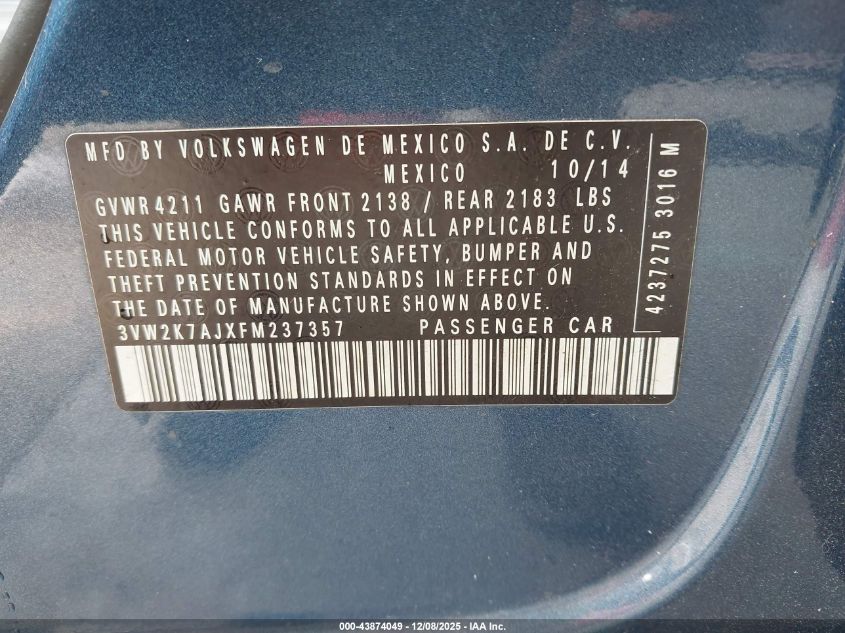 MFD BY VOLKSWAGEN DE MEXICO S.A. DE C.V.
MEXICO 10/14
GVWR 4211 GAWR FRONT 2138 / REAR 2183 LBS
THIS VEHICLE CONFORMS TO ALL APPLICABLE U.S.
FEDERAL MOTOR VEHICLE SAFETY, BUMPER AND
THEFT PREVENTION STANDARDS IN EFFECT ON
THE DATE OF MANUFACTURE SHOWN ABOVE.
3VW2K7AJXFM237357 PASSENGER CAR
4237275 3016 M
000-43874049 - 12/08/2025 - IAA Inc.